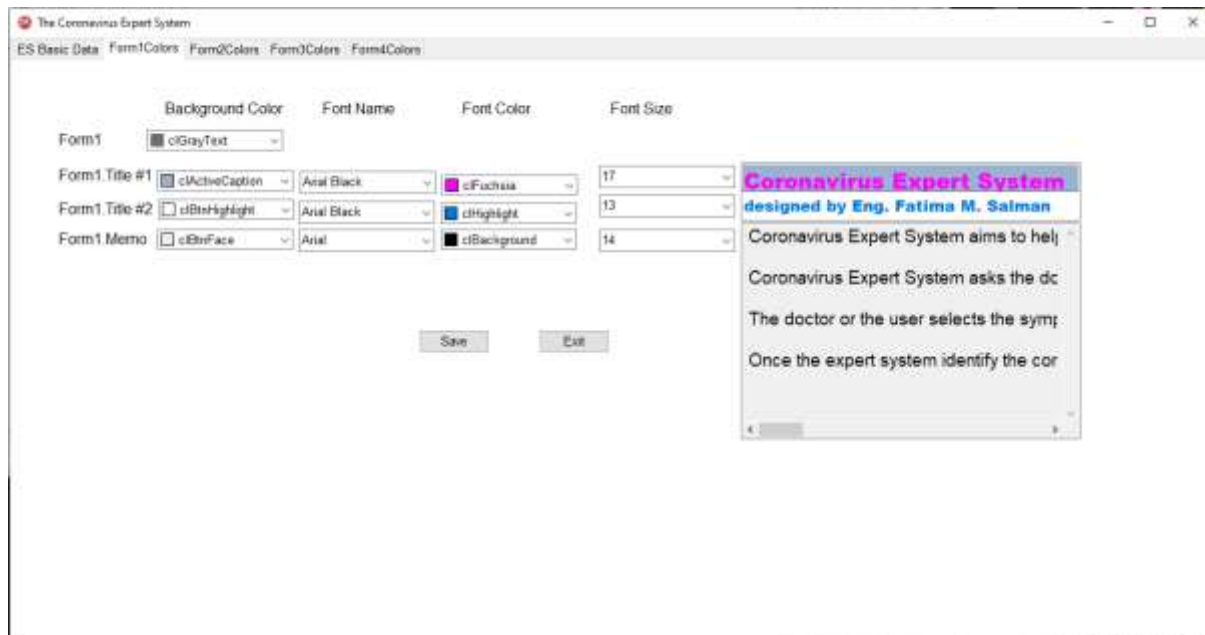 The Coronavirus Expert System
ES Basic Data Form1Colors Form2Colors Form3Colors Form4Colors
Background Color Font Name Font Color Font Size
Form1 clGrayText
Form1.Title #1 clActiveCaption Arial Black clFuchsia 17
Form1.Title #2 clBtnHighlight Arial Black clHighlight 13
Form1.Memo clBtnFace Arial clBackground 14
Coronavirus Expert System
designed by Eng. Fatima M. Salman
Coronavirus Expert System aims to hel
Coronavirus Expert System asks the dc
The doctor or the user selects the sym
Once the expert system identify the cor
Save Exit